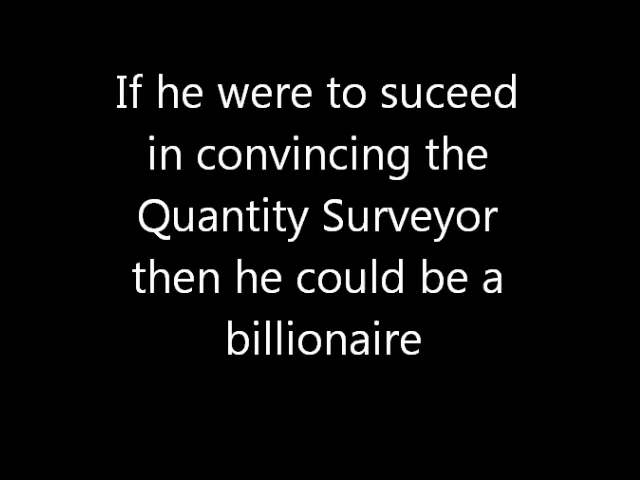 If he were to suceed
in convincing the
Quantity Surveyor
then he could be a
billionaire